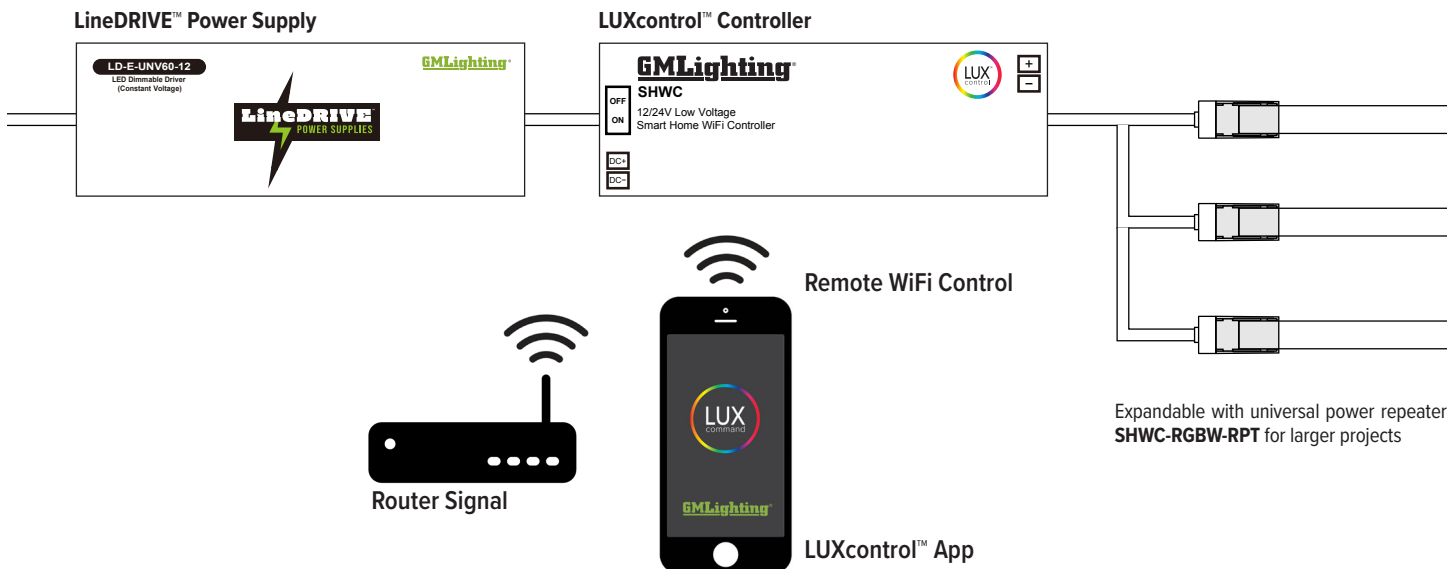 LineDRIVE™ Power Supply
LUXcontrol™ Controller
LD-E-UNV60-12
LED Dimmable Driver
(Constant Voltage)
GMLighting®
LineDRIVE™
POWER SUPPLIES
GMLighting®
SHWC
12/24V Low Voltage
Smart Home WiFi Controller
OFF
ON
DC+
DC−
LUX™
control
+
−
Remote WiFi Control
LUX
command
GMLighting®
Router Signal
LUXcontrol™ App
Expandable with universal power repeater
SHWC-RGBW-RPT for larger projects